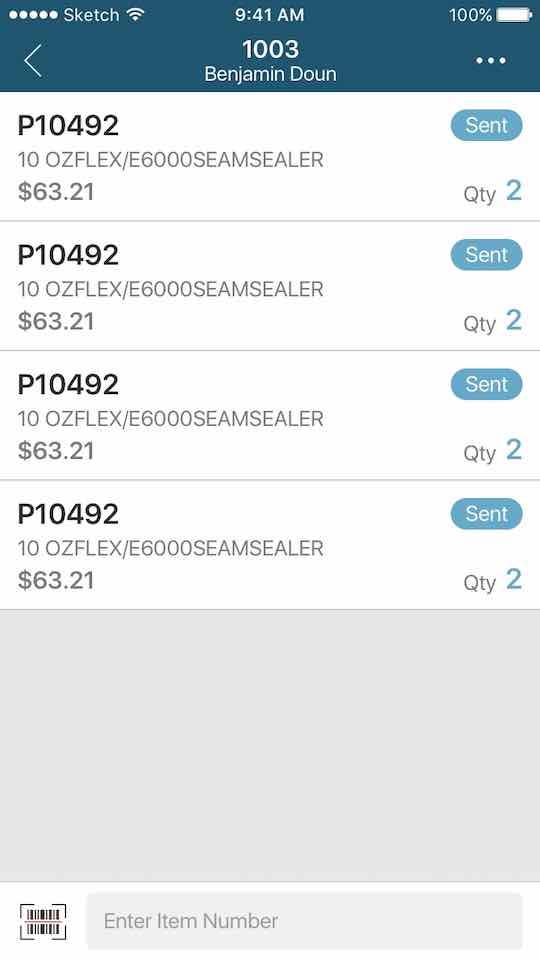 Sketch 9:41 AM 100%
1003
Benjamin Doun
P10492 Sent
10 OZFLEX/E6000SEAMSEALER
$63.21 Qty 2
P10492 Sent
10 OZFLEX/E6000SEAMSEALER
$63.21 Qty 2
P10492 Sent
10 OZFLEX/E6000SEAMSEALER
$63.21 Qty 2
P10492 Sent
10 OZFLEX/E6000SEAMSEALER
$63.21 Qty 2
Enter Item Number